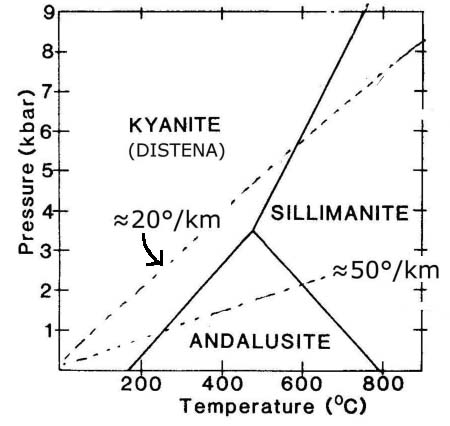 9
8
7
6
5
4
3
2
1
Pressure (kbar)
KYANITE
(DISTENA)
≈20°/km
SILLIMANITE
≈50°/km
ANDALUSITE
200 400 600 800
Temperature (°C)